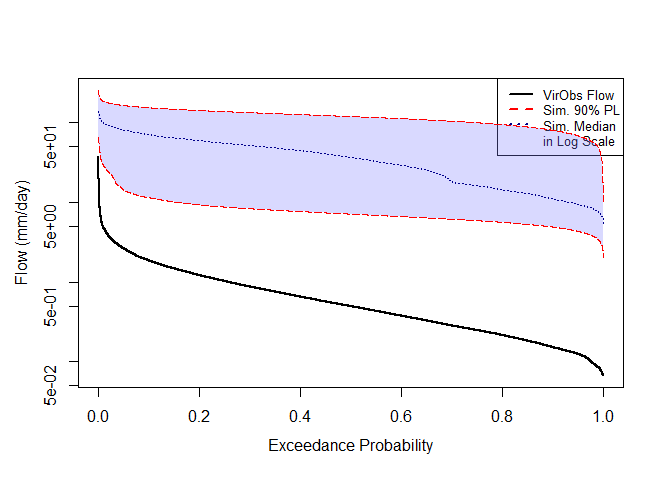 VirObs Flow
Sim. 90% PL
Sim. Median
in Log Scale
Flow (mm/day)
5e+01
5e+00
5e-01
5e-02
0.0 0.2 0.4 0.6 0.8 1.0
Exceedance Probability